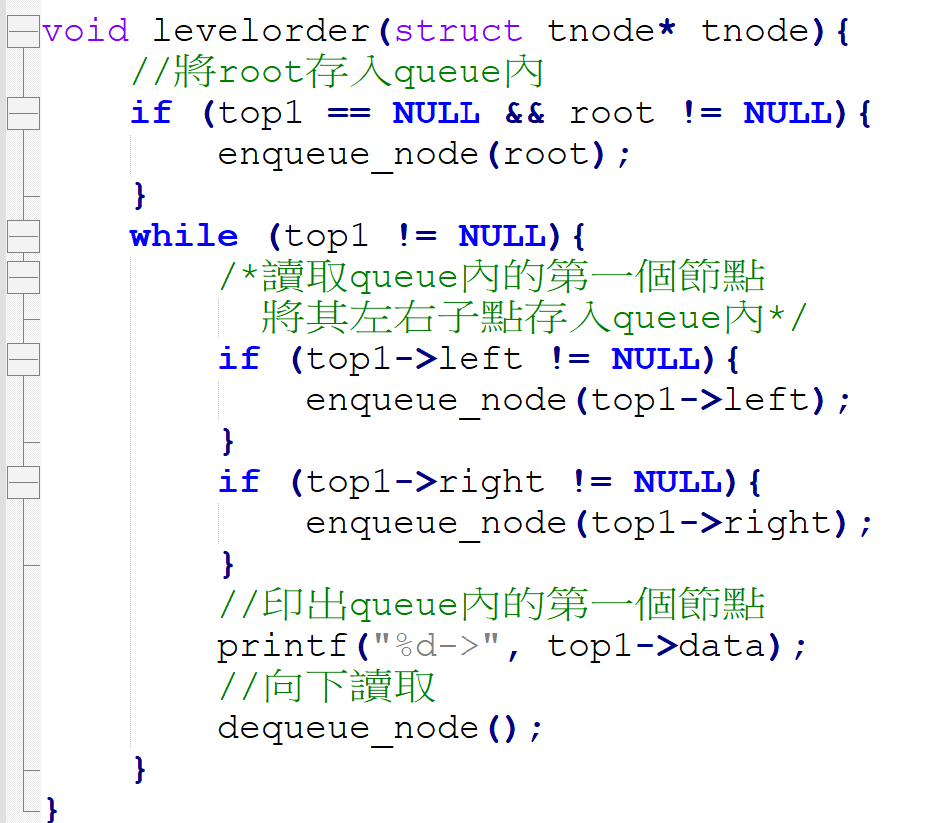 void levelorder(struct tnode* tnode){
//將root存入queue內
if (top1 == NULL && root != NULL){
enqueue_node(root);
}
while (top1 != NULL){
/*讀取queue內的第一個節點
將其左右子點存入queue內*/
if (top1->left != NULL){
enqueue_node(top1->left);
}
if (top1->right != NULL){
enqueue_node(top1->right);
}
//印出queue內的第一個節點
printf("%d->", top1->data);
//向下讀取
dequeue_node();
}
}